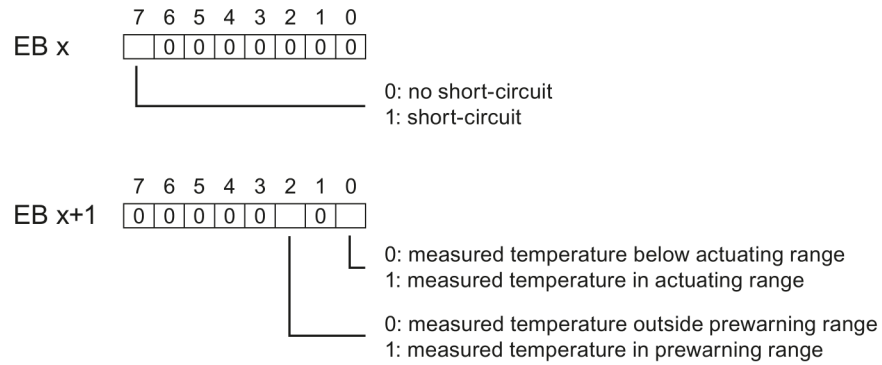 7 6 5 4 3 2 1 0
EB x 0 0 0 0 0 0 0
0: no short-circuit
1: short-circuit
7 6 5 4 3 2 1 0
EB x+1 0 0 0 0 0 0
0: measured temperature below actuating range
1: measured temperature in actuating range
0: measured temperature outside prewarning range
1: measured temperature in prewarning range